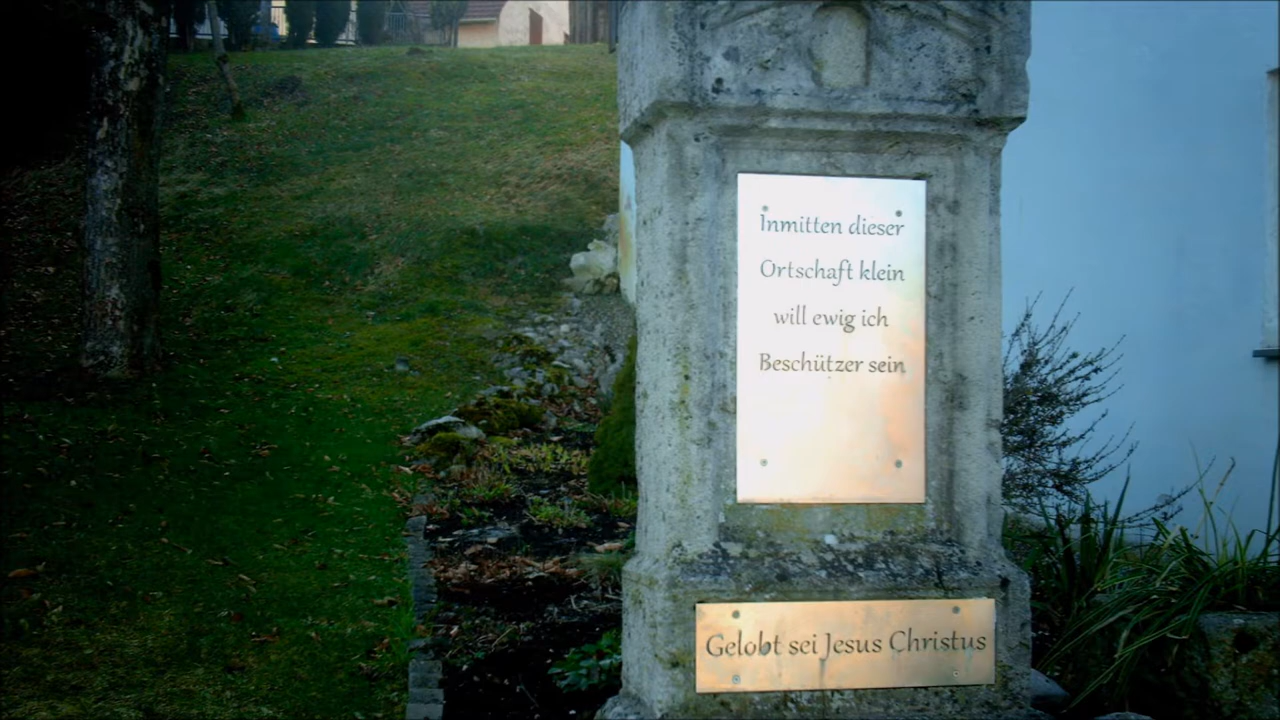 Inmitten dieser
Ortschaft klein
will ewig ich
Beschützer sein
Gelobt sei Jesus Christus